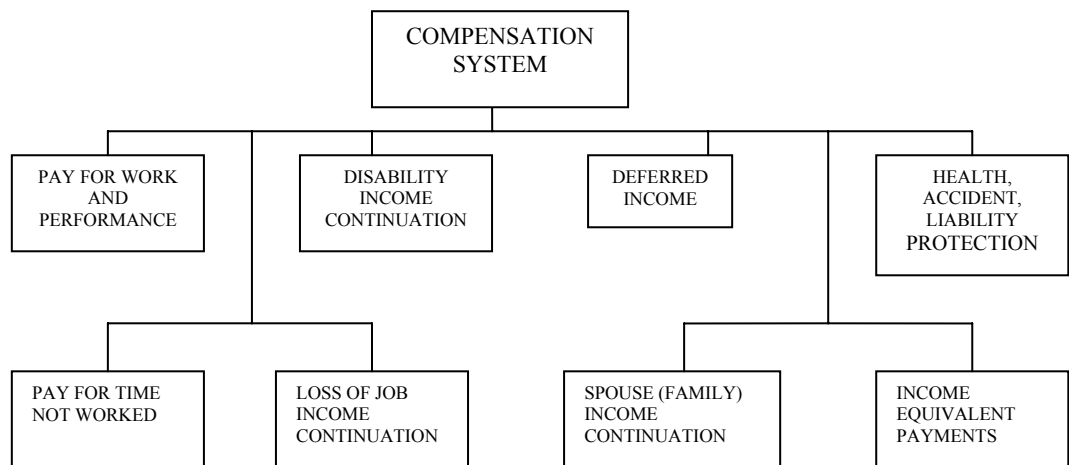 COMPENSATION
SYSTEM
PAY FOR WORK
AND
PERFORMANCE
DISABILITY
INCOME
CONTINUATION
DEFERRED
INCOME
HEALTH,
ACCIDENT,
LIABILITY
PROTECTION
PAY FOR TIME
NOT WORKED
LOSS OF JOB
INCOME
CONTINUATION
SPOUSE (FAMILY)
INCOME
CONTINUATION
INCOME
EQUIVALENT
PAYMENTS